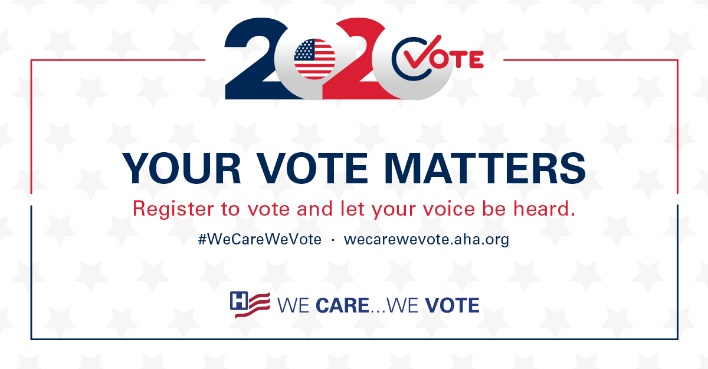 2020 VOTE
YOUR VOTE MATTERS
Register to vote and let your voice be heard.
#WeCareWeVote · wecarewevote.aha.org
H WE CARE...WE VOTE